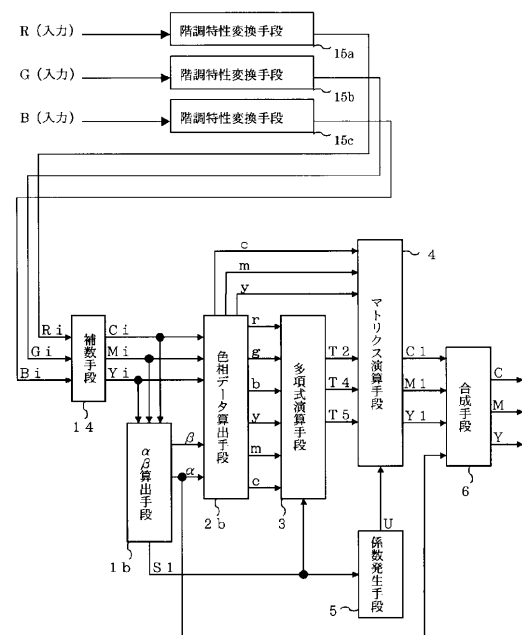 R（入力）
階調特性変換手段
15a
G（入力）
階調特性変換手段
15b
B（入力）
階調特性変換手段
15c
c
m
y
4
Ri
Gi
Bi
補数手段
14
Ci
Mi
Yi
色相データ算出手段
2b
r
g
b
y
m
c
多項式演算手段
3
T2
T4
T5
マトリクス演算手段
C1
M1
Y1
合成手段
6
C
M
Y
αβ算出手段
1b
β
α
S1
U
係数発生手段
5